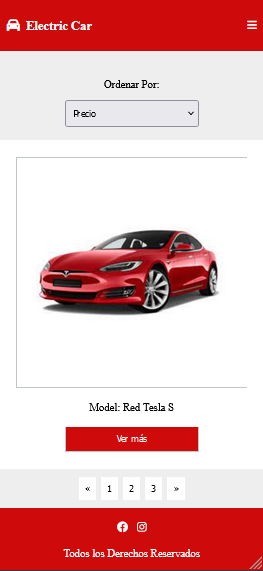 Electric Car
Ordenar Por:
Precio
Model: Red Tesla S
Ver más
« 1 2 3 »
Todos los Derechos Reservados